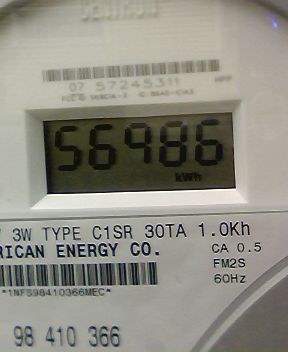 CENTRON
07 57245311
56986
kWh
3W TYPE C1SR 30TA 1.0Kh
RICAN ENERGY CO.
CA 0.5
FM2S
60Hz
*1NFS98410366MEC*
98 410 366